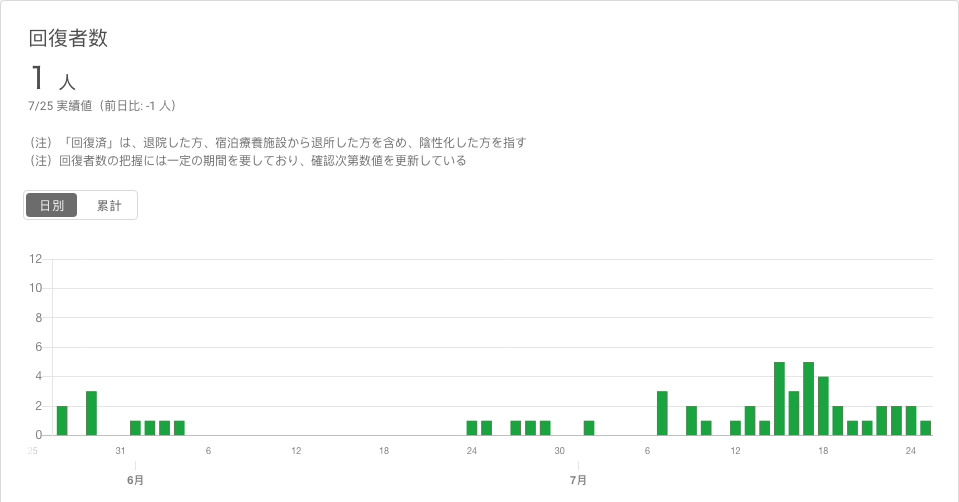 回復者数
1 人
7/25 実績値（前日比: -1 人）
（注）「回復済」は、退院した方、宿泊療養施設から退所した方を含め、陰性化した方を指す
（注）回復者数の把握には一定の期間を要しており、確認次第数値を更新している
日別 累計
12
10
8
6
4
2
0
25 31 6 12 18 24 30 6 12 18 24
6月 7月